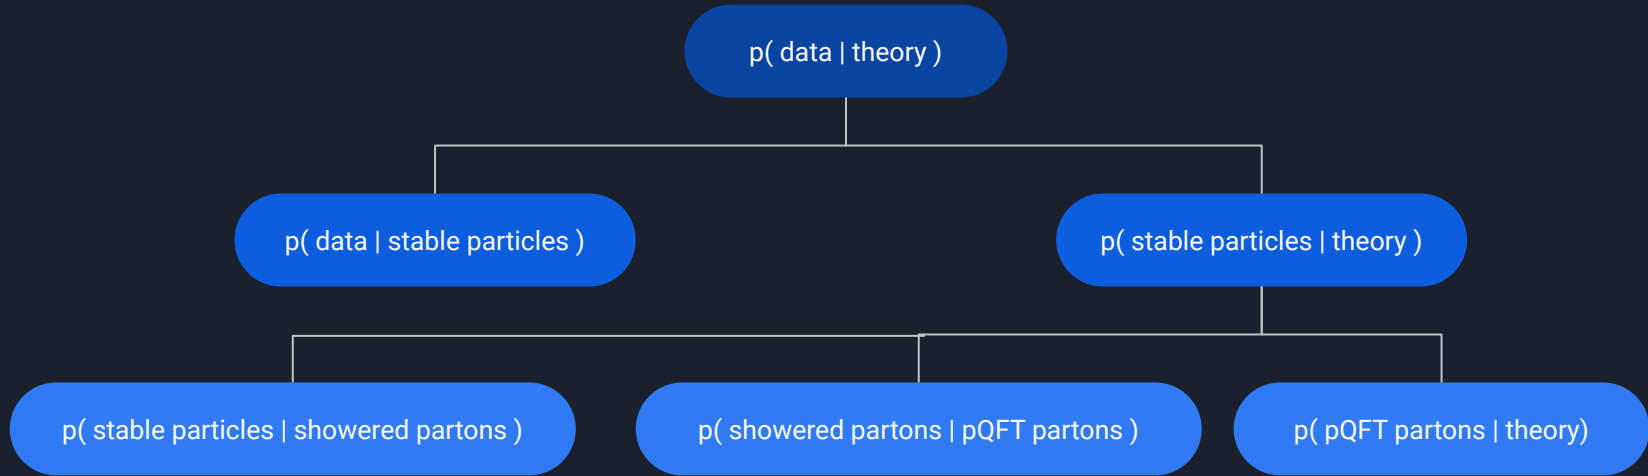 p( data | theory )
p( data | stable particles )
p( stable particles | theory )
p( stable particles | showered partons )
p( showered partons | pQFT partons )
p( pQFT partons | theory)